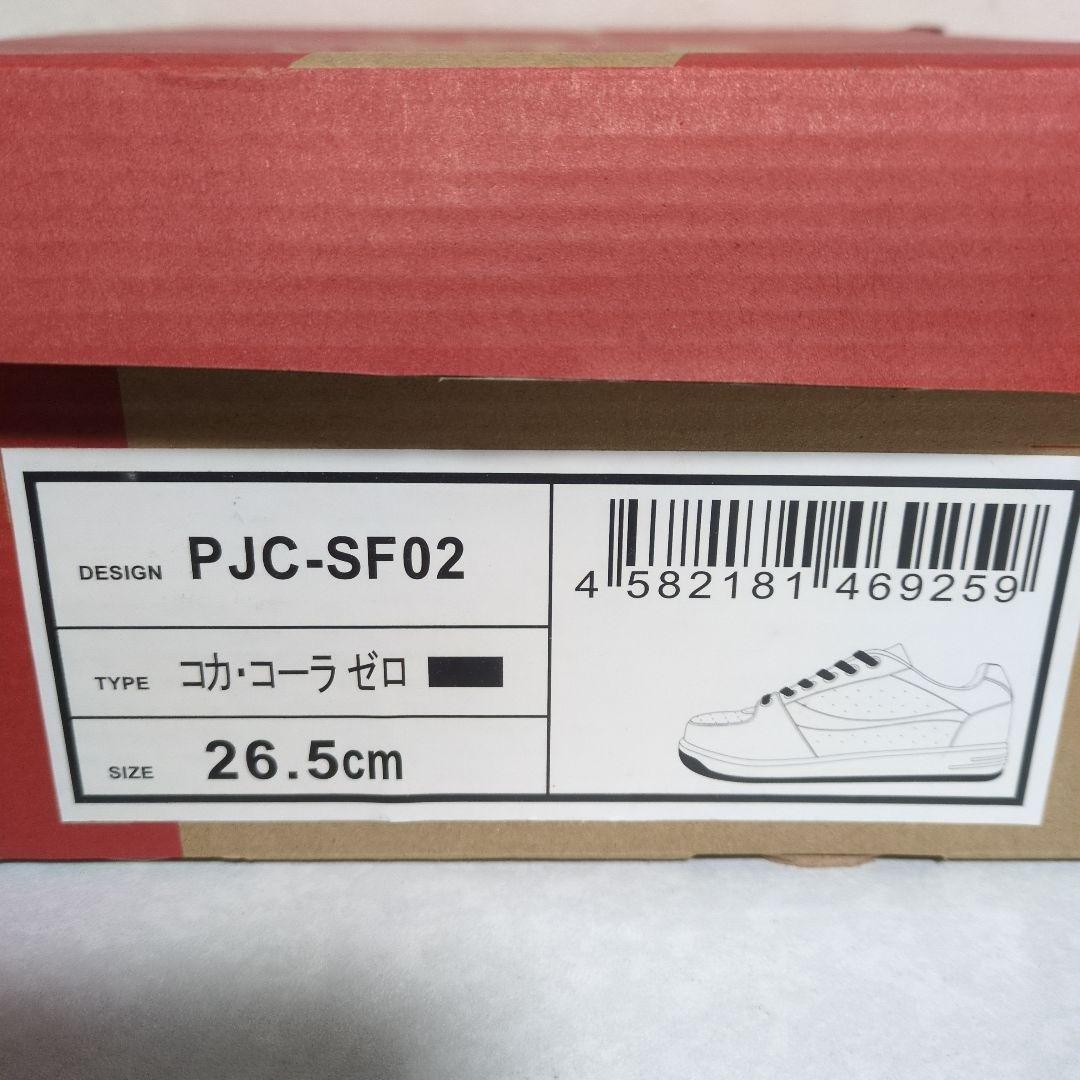 DESIGN PJC-SF02
TYPE コカ・コーラ ゼロ
SIZE 26.5cm
4 582181 469259